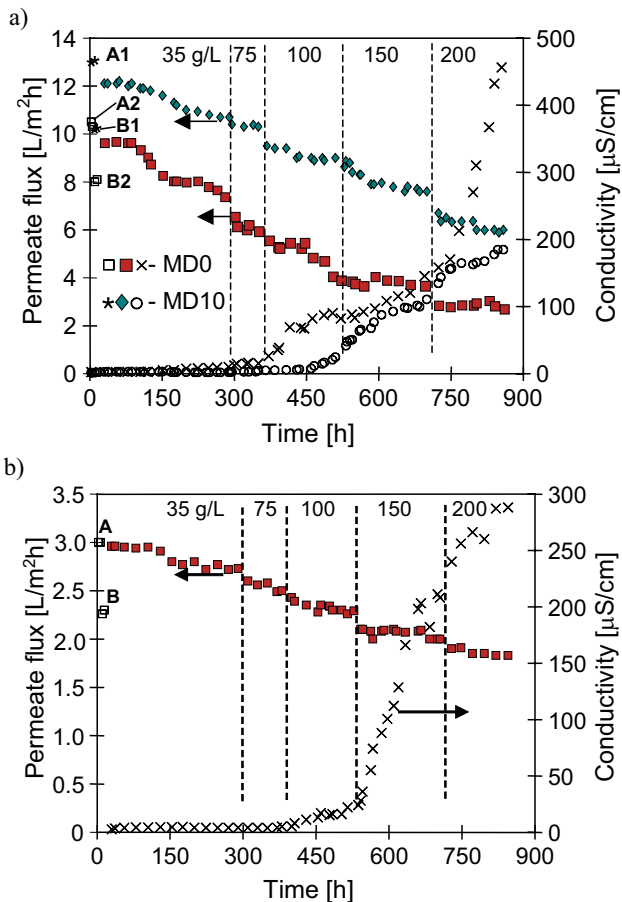 a)
500
14
35 g/L 75 100 150 200
A1
12
400
A2
10
B1
300
8
B2
6
200
MD0
4
MD10
100
2
0
0
0 150 300 450 600 750 900
Permeate flux [L/m²h]
Conductivity [µS/cm]
Time [h]
b)
3.5
300
35 g/L 75 100 150 200
A
3.0
250
2.5
B
200
2.0
150
1.5
100
1.0
50
0.5
0
0
0 150 300 450 600 750 900
Permeate flux [L/m²h]
Conductivity [µS/cm]
Time [h]